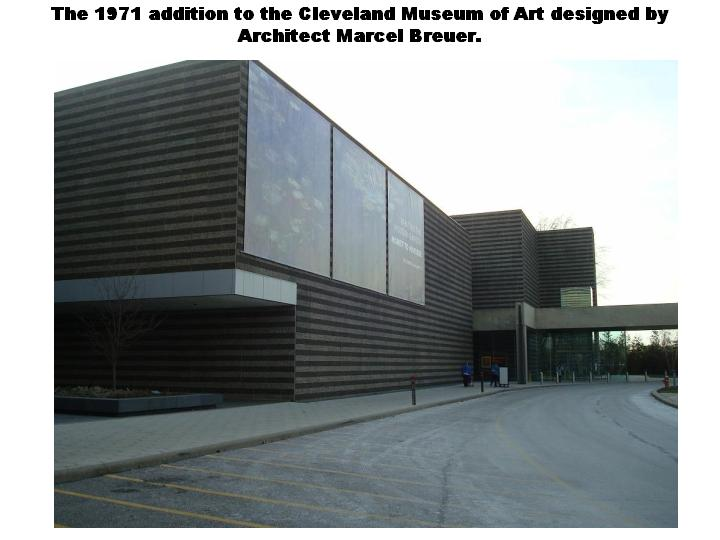 The 1971 addition to the Cleveland Museum of Art designed by
Architect Marcel Breuer.